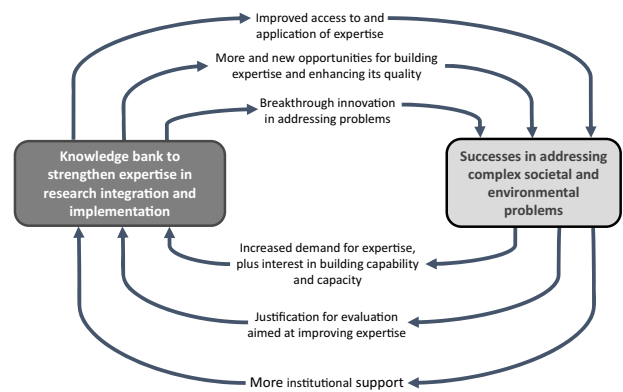 Improved access to and
application of expertise
More and new opportunities for building
expertise and enhancing its quality
Breakthrough innovation
in addressing problems
Knowledge bank to
strengthen expertise in
research integration and
implementation
Successes in addressing
complex societal and
environmental
problems
Increased demand for expertise,
plus interest in building capability
and capacity
Justification for evaluation
aimed at improving expertise
More institutional support